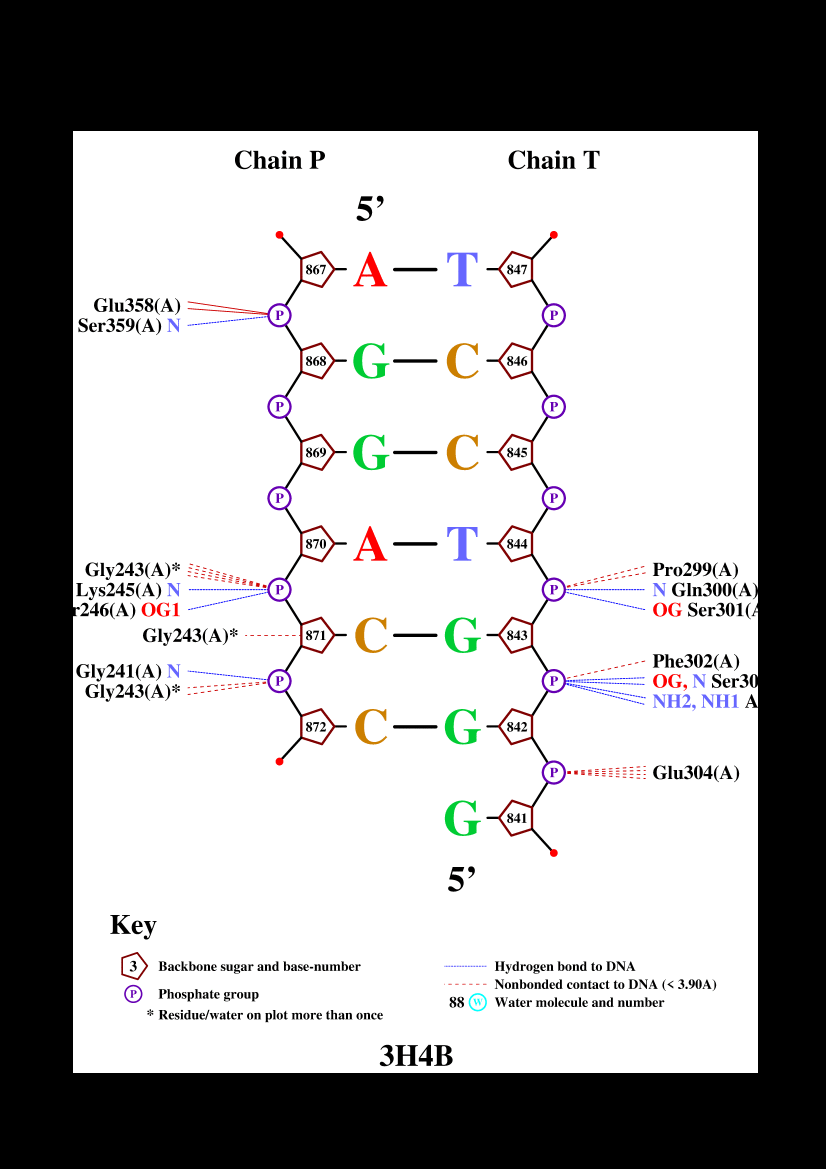 Chain P Chain T
5’
867 A T 847
Glu358(A)
P P
Ser359(A) N
868 G C 846
P P
869 G C 845
P P
870 A T 844
Gly243(A)* Pro299(A)
Lys245(A) N P P N Gln300(A)
r246(A) OG1 OG Ser301(A
Gly243(A)* 871 C G 843
Phe302(A)
Gly241(A) N P P OG, N Ser30
Gly243(A)* NH2, NH1 A
872 C G 842
P Glu304(A)
G 841
5’
Key
3 Backbone sugar and base-number Hydrogen bond to DNA
Nonbonded contact to DNA (< 3.90A)
P Phosphate group 88 W Water molecule and number
* Residue/water on plot more than once
3H4B